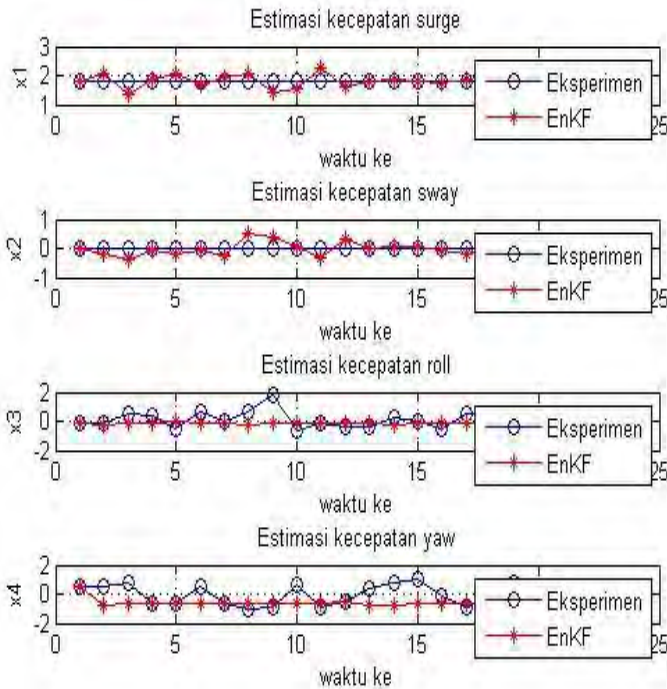 Estimasi kecepatan surge
3
2
1
x1
Eksperimen
EnKF
0 5 10 15 25
waktu ke
Estimasi kecepatan sway
1
0
-1
x2
Eksperimen
EnKF
0 5 10 15 25
waktu ke
Estimasi kecepatan roll
2
0
-2
x3
Eksperimen
EnKF
0 5 10 15 25
waktu ke
Estimasi kecepatan yaw
2
0
-2
x4
Eksperimen
EnKF
0 5 10 15 25
waktu ke